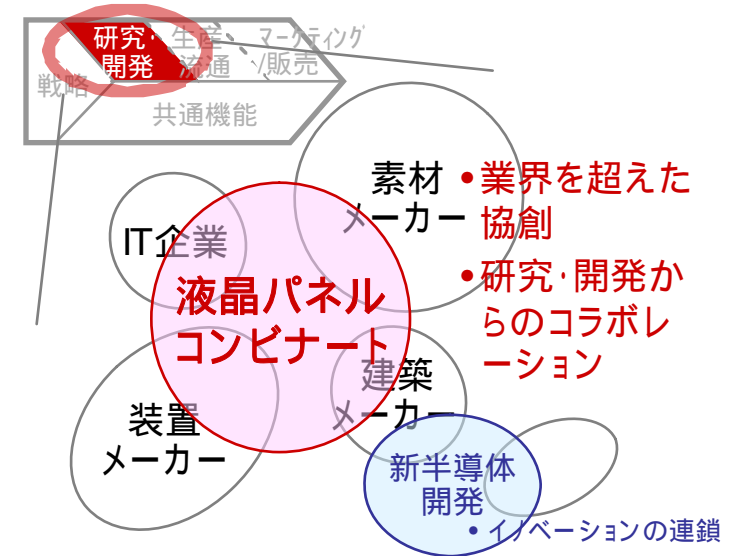 研究・
開発
生産
流通
マーケティング
/販売
戦略
共通機能
素材
メーカー
IT企業
液晶パネル
コンビナート
建築
メーカー
装置
メーカー
新半導体
開発
•業界を超えた
協創
•研究・開発か
らのコラボレ
ーション
•イノベーションの連鎖